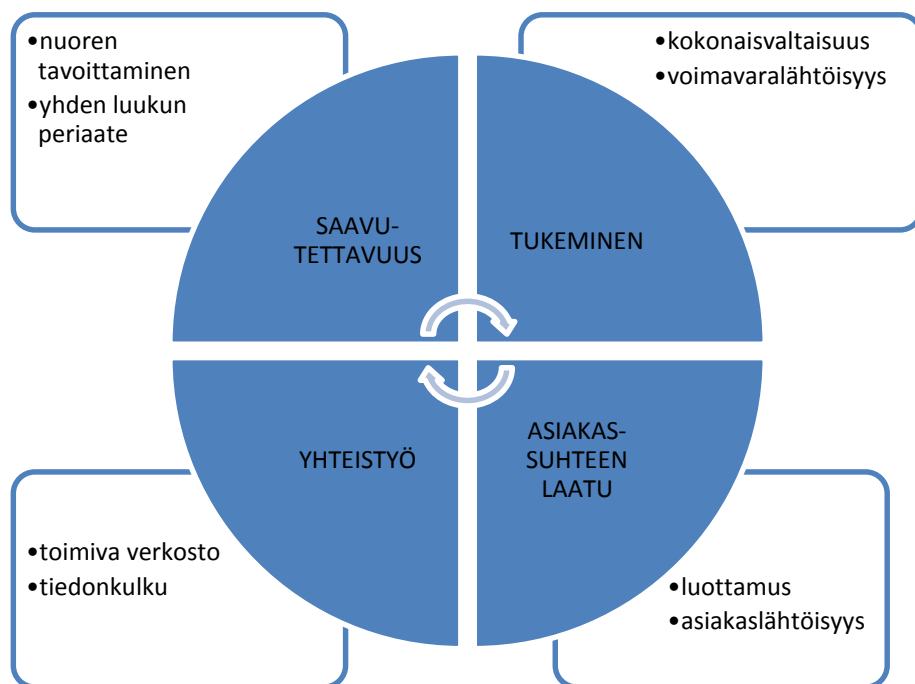 •nuoren
tavoittaminen
•yhden luukun
periaate
•kokonaisvaltaisuus
•voimavaralähtöisyys
SAAVU-
TETTAVUUS
TUKEMINEN
YHTEISTYÖ
ASIAKAS-
SUHTEEN
LAATU
•toimiva verkosto
•tiedonkulku
•luottamus
•asiakaslähtöisyys